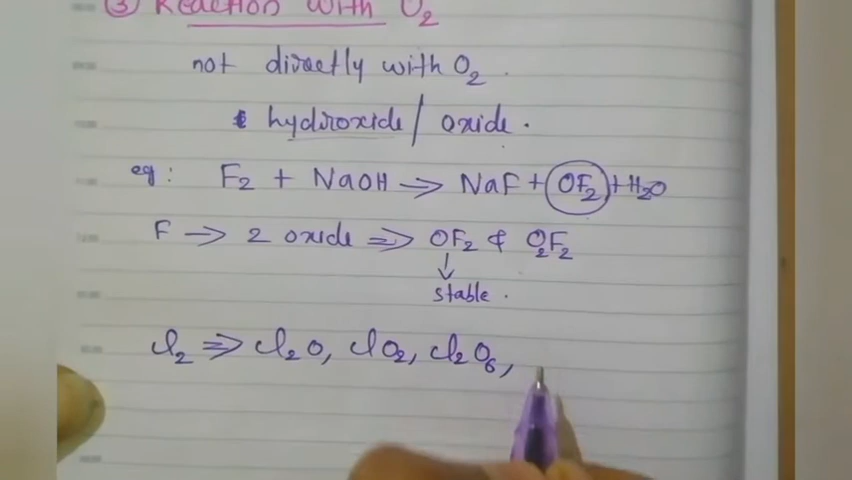 ③ Reaction with O₂
not directly with O₂.
hydroxide / oxide.
eg: F₂ + NaOH → NaF + OF₂ + H₂O
F → 2 oxide ⇒ OF₂ & O₂F₂
↓
stable.
Cl₂ ⇒ Cl₂O, ClO₂, Cl₂O₆,